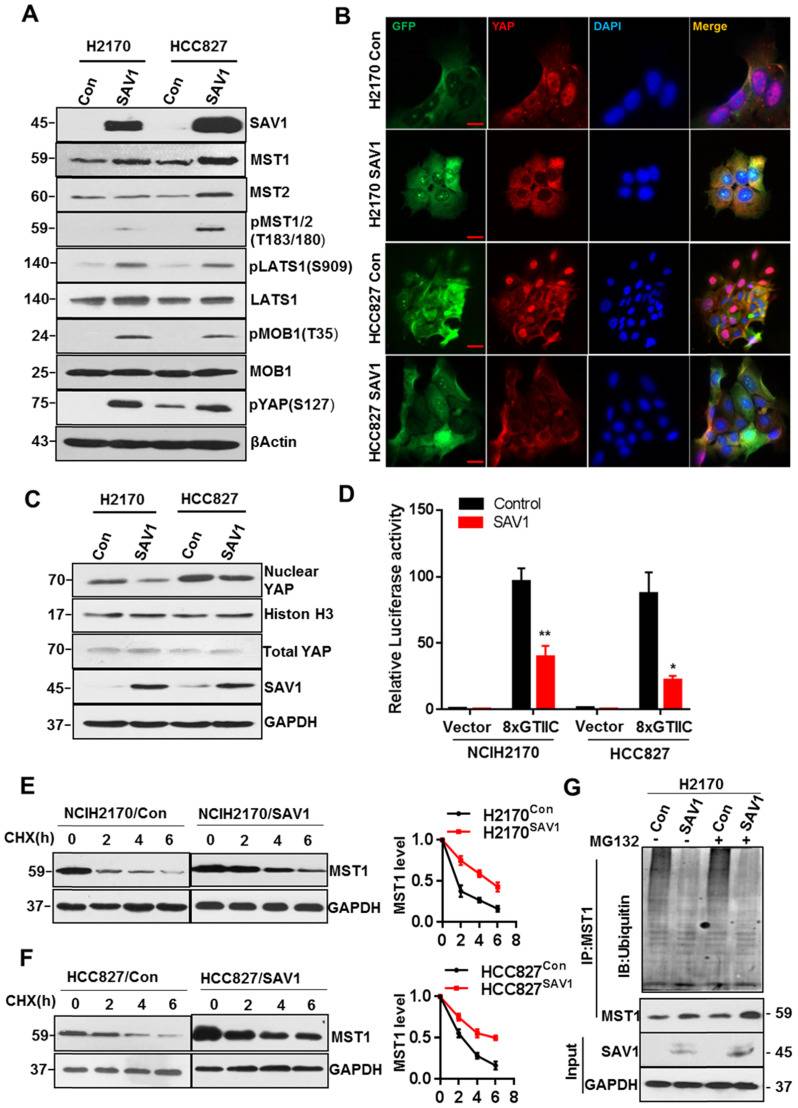 A
H2170 HCC827
Con SAV1 Con SAV1
45 SAV1
59 MST1
60 MST2
59 pMST1/2
(T183/180)
140 pLATS1(S909)
140 LATS1
24 pMOB1(T35)
25 MOB1
75 pYAP(S127)
43 βActin
B
GFP YAP DAPI Merge
H2170 Con
H2170 SAV1
HCC827 Con
HCC827 SAV1
C
H2170 HCC827
Con SAV1 Con SAV1
70 Nuclear
YAP
17 Histon H3
70 Total YAP
45 SAV1
37 GAPDH
D
Relative Luciferase activity
150
100
50
0
Control
SAV1
**
*
Vector 8xGTIIC Vector 8xGTIIC
NCIH2170 HCC827
E
NCIH2170/Con NCIH2170/SAV1
CHX(h) 0 2 4 6 0 2 4 6
59 MST1
37 GAPDH
H2170Con
H2170SAV1
MST1 level
1.0
0.5
0.0
0 2 4 6 8
F
HCC827/Con HCC827/SAV1
CHX(h) 0 2 4 6 0 2 4 6
59 MST1
37 GAPDH
HCC827Con
HCC827SAV1
MST1 level
1.0
0.5
0.0
0 2 4 6 8
G
H2170
Con SAV1 Con SAV1
MG132 - - + +
IP:MST1
IB:Ubiquitin
MST1 - 59
Input
SAV1 - 45
GAPDH - 37